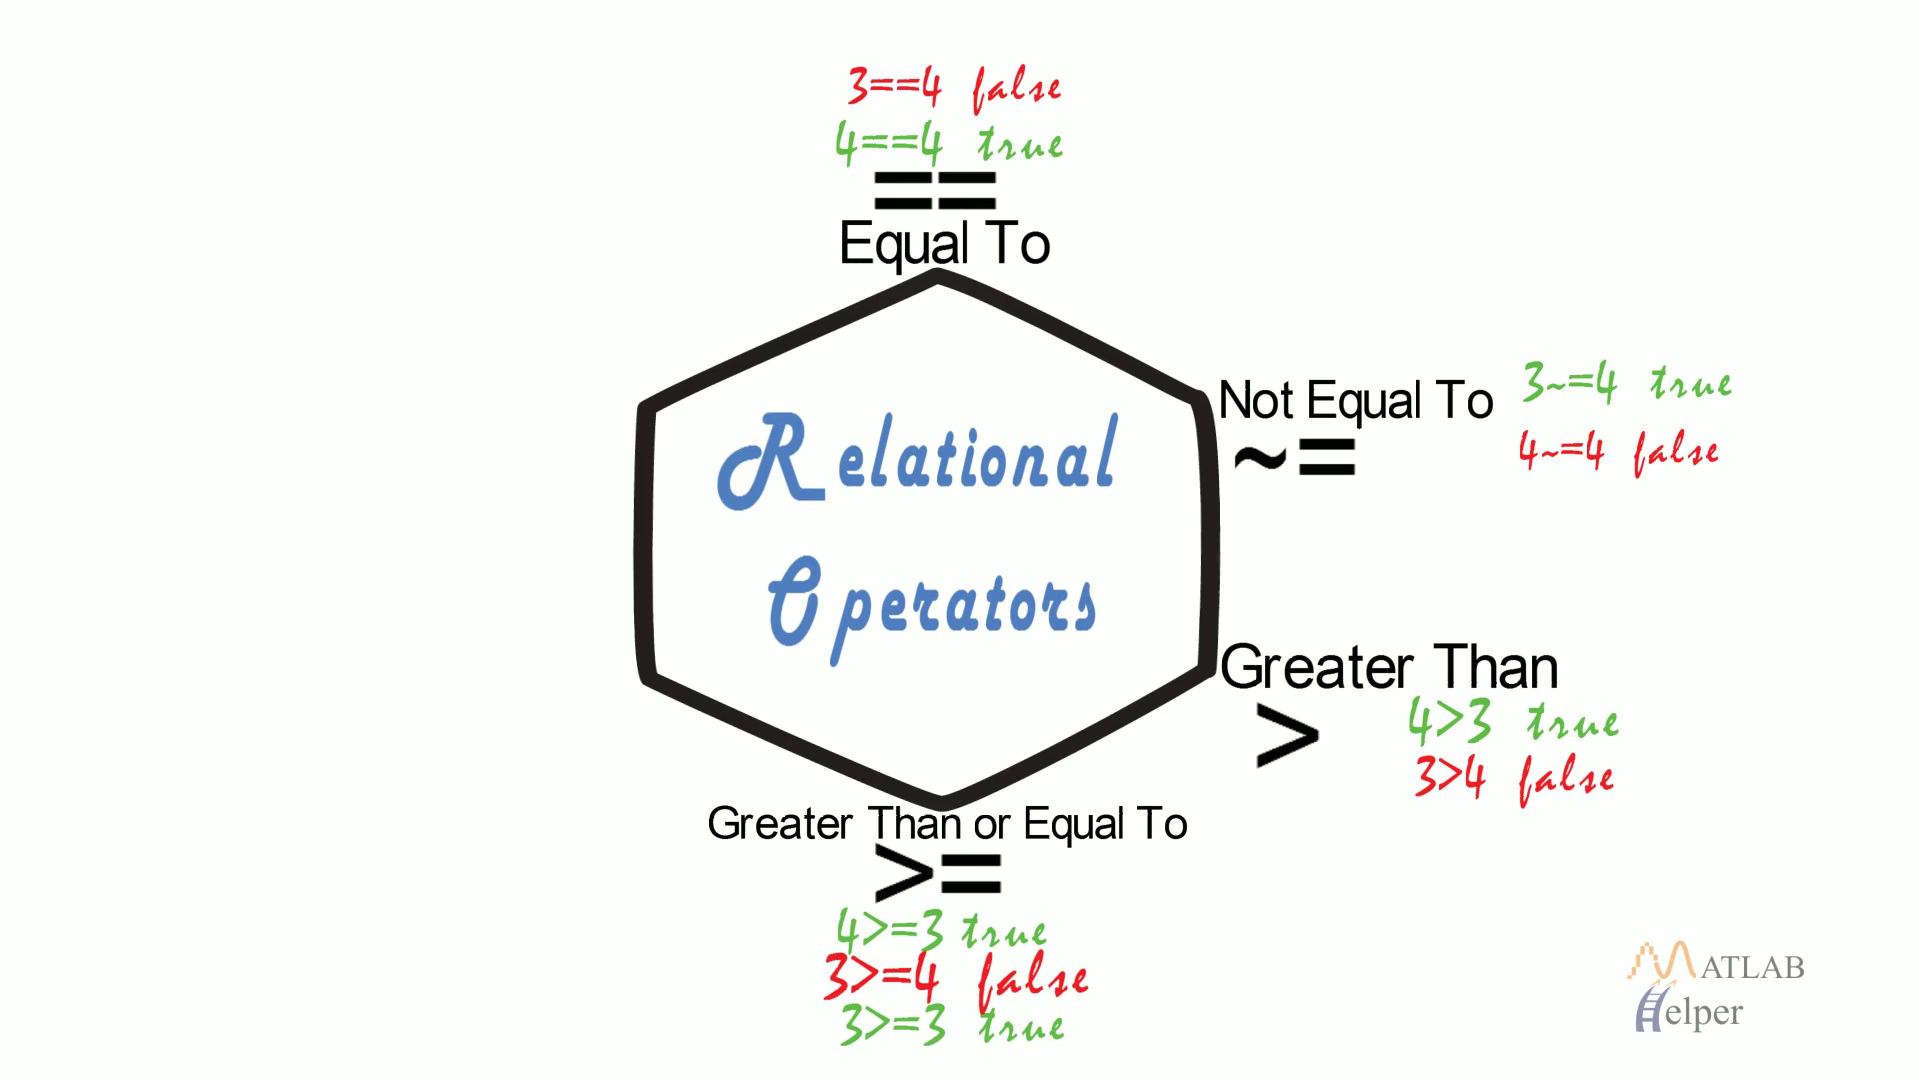 3==4 false
4==4 true
==
Equal To
Not Equal To
~=
3~=4 true
4~=4 false
Relational
Operators
Greater Than
>
4>3 true
3>4 false
Greater Than or Equal To
>=
4>=3 true
3>=4 false
3>=3 true
MATLAB
Helper